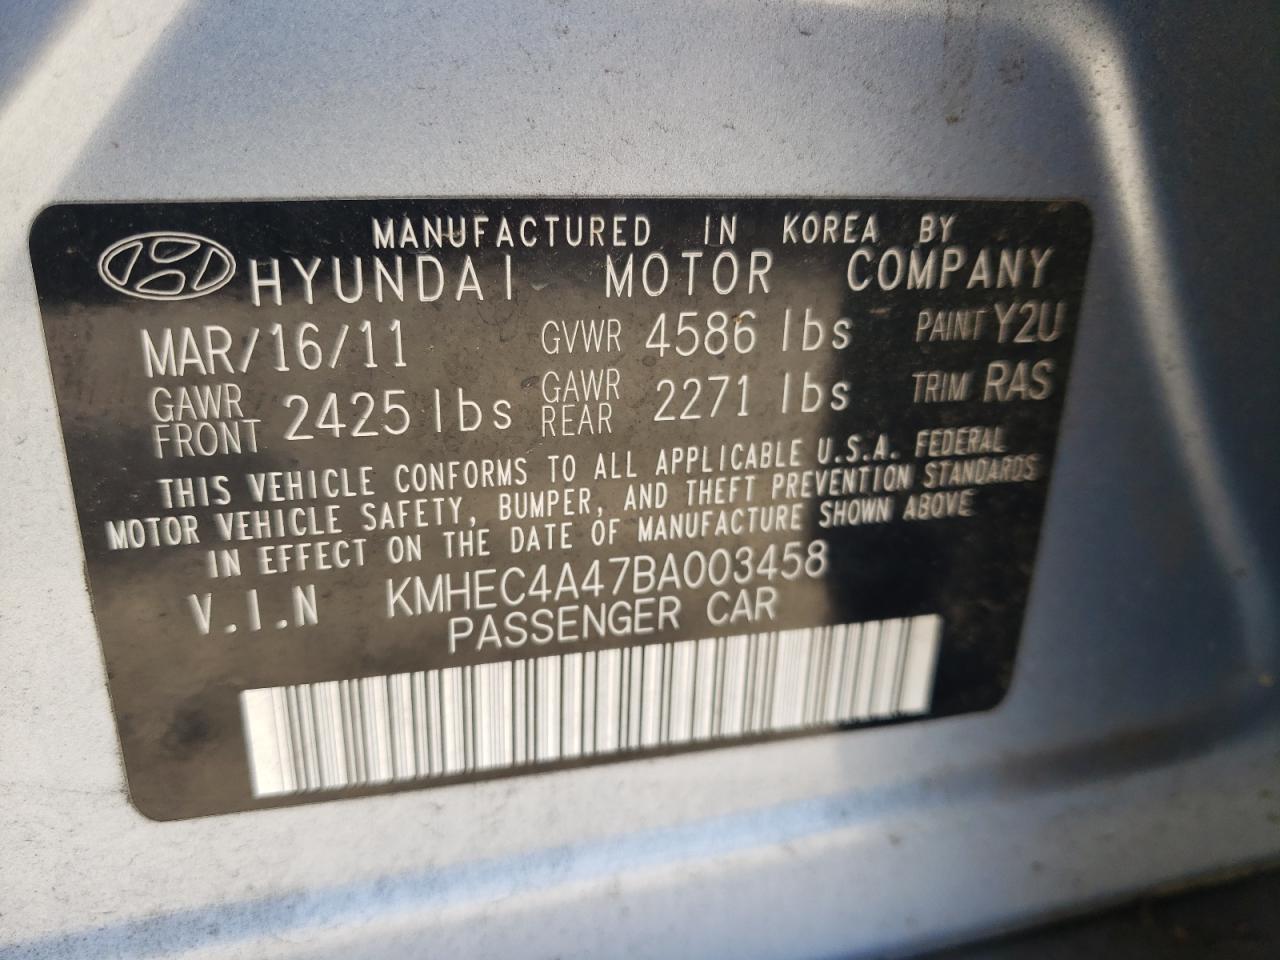 MANUFACTURED IN KOREA BY
HYUNDAI MOTOR COMPANY
MAR/16/11 GVWR 4586 lbs PAINT Y2U
GAWR FRONT 2425 lbs GAWR REAR 2271 lbs TRIM RAS
THIS VEHICLE CONFORMS TO ALL APPLICABLE U.S.A. FEDERAL
MOTOR VEHICLE SAFETY, BUMPER, AND THEFT PREVENTION STANDARDS
IN EFFECT ON THE DATE OF MANUFACTURE SHOWN ABOVE
V.I.N KMHEC4A47BA003458
PASSENGER CAR